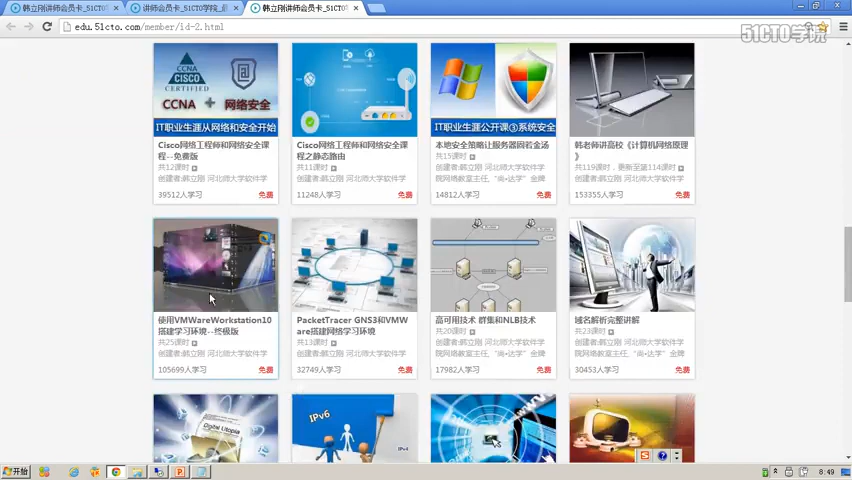 韩立刚讲师会员卡_51CTO学
讲师会员卡_51CTO学院_最
韩立刚讲师会员卡_51CTO学
edu.51cto.com/member/id-2.html
51CTO学院
CCNA
CISCO
CERTIFIED
CCNA + 网络安全
IT职业生涯从网络和安全开始
Cisco网络工程师和网络安全课
程--免费版
共12课时
创建者:韩立刚 河北师大软件学
39512人学习 免费
Cisco网络工程师和网络安全课
程之静态路由
共11课时
创建者:韩立刚 河北师大软件学
11248人学习 免费
IT职业生涯公开课③系统安全
本地安全策略让服务器固若金汤
共15课时
创建者:韩立刚 河北师大软件学
院网络教室主任,“尚·达学”金牌
14812人学习 免费
韩老师讲高校《计算机网络原理
》
共119课时,更新至第114课时
创建者:韩立刚 河北师大软件学
153355人学习 免费
使用VMWareWorkstation10
搭建学习环境--终极版
共25课时
创建者:韩立刚 河北师大软件学
105699人学习 免费
PacketTracer GNS3和VMW
are搭建网络学习环境
共13课时
创建者:韩立刚 河北师大软件学
32749人学习 免费
高可用技术 群集和NLB技术
共20课时
创建者:韩立刚 河北师大软件学
院网络教室主任,“尚·达学”金牌
17982人学习 免费
域名解析完整讲解
共23课时
创建者:韩立刚 河北师大软件学
院网络教室主任,“尚·达学”金牌
30453人学习 免费
Digital Utopia
IPv6
IPv4
开始
8:49